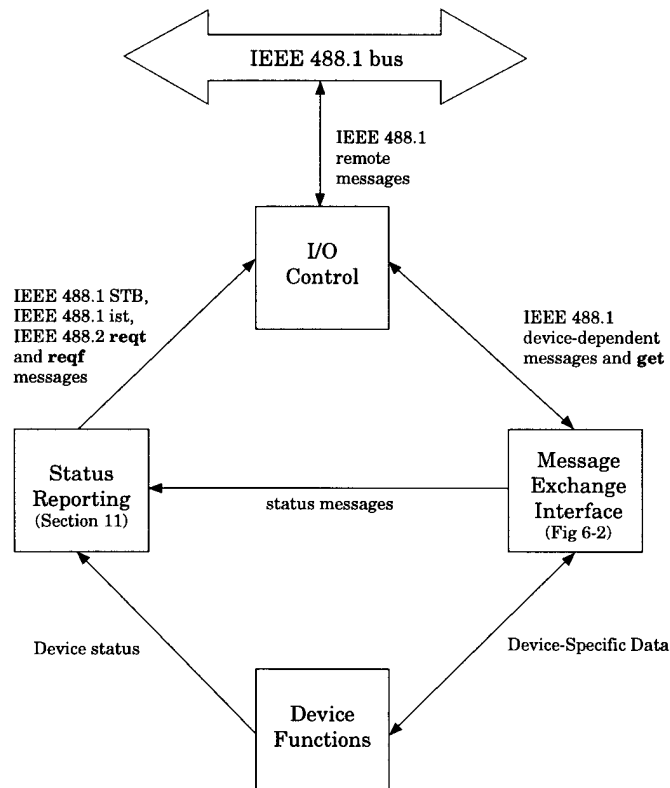 IEEE 488.1 bus
IEEE 488.1
remote
messages
I/O
Control
IEEE 488.1 STB,
IEEE 488.1 ist,
IEEE 488.2 reqt
and reqf
messages
IEEE 488.1
device-dependent
messages and get
Status
Reporting
(Section 11)
status messages
Message
Exchange
Interface
(Fig 6-2)
Device status
Device-Specific Data
Device
Functions